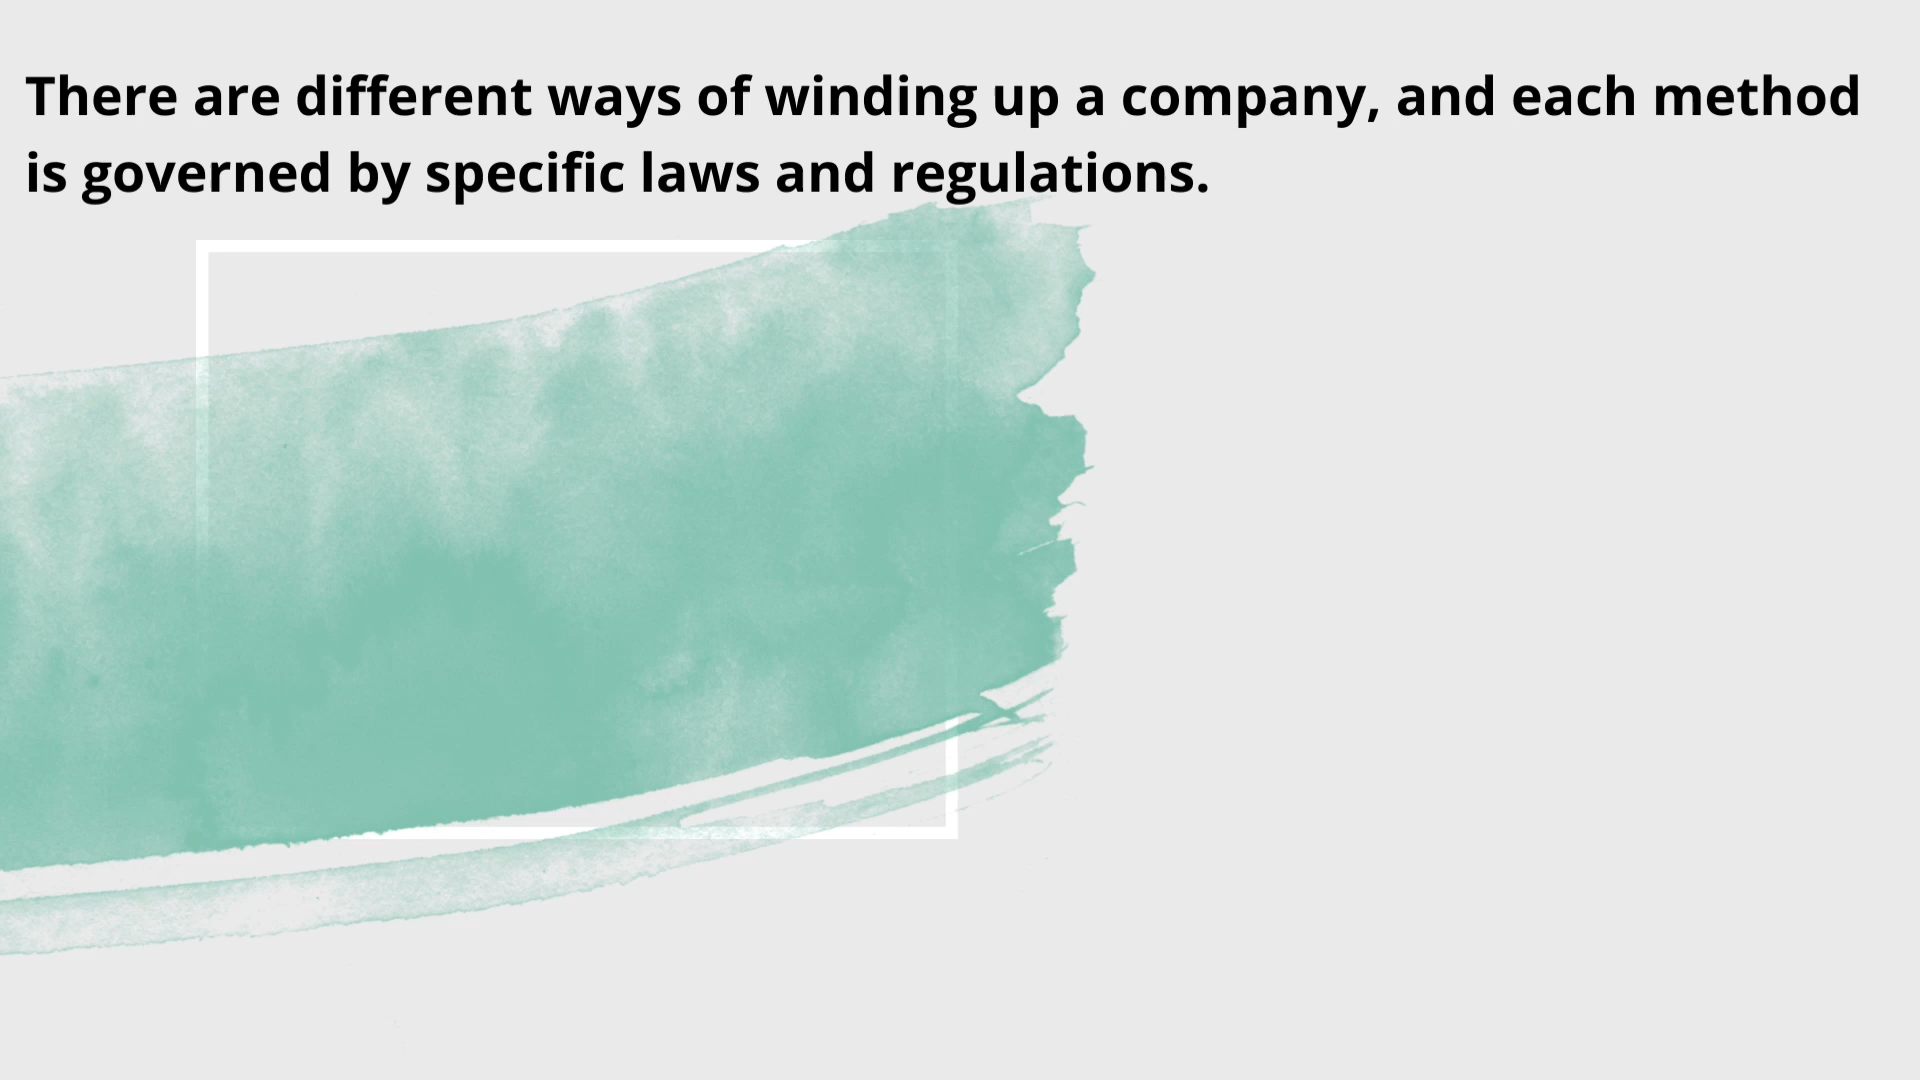 There are different ways of winding up a company, and each method
is governed by specific laws and regulations.